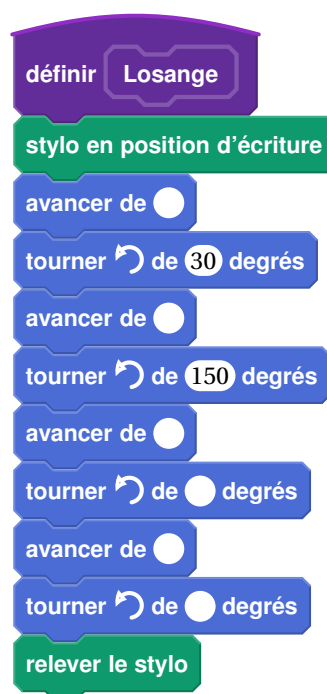 définir Losange
stylo en position d'écriture
avancer de
tourner de 30 degrés
avancer de
tourner de 150 degrés
avancer de
tourner de degrés
avancer de
tourner de degrés
relever le stylo